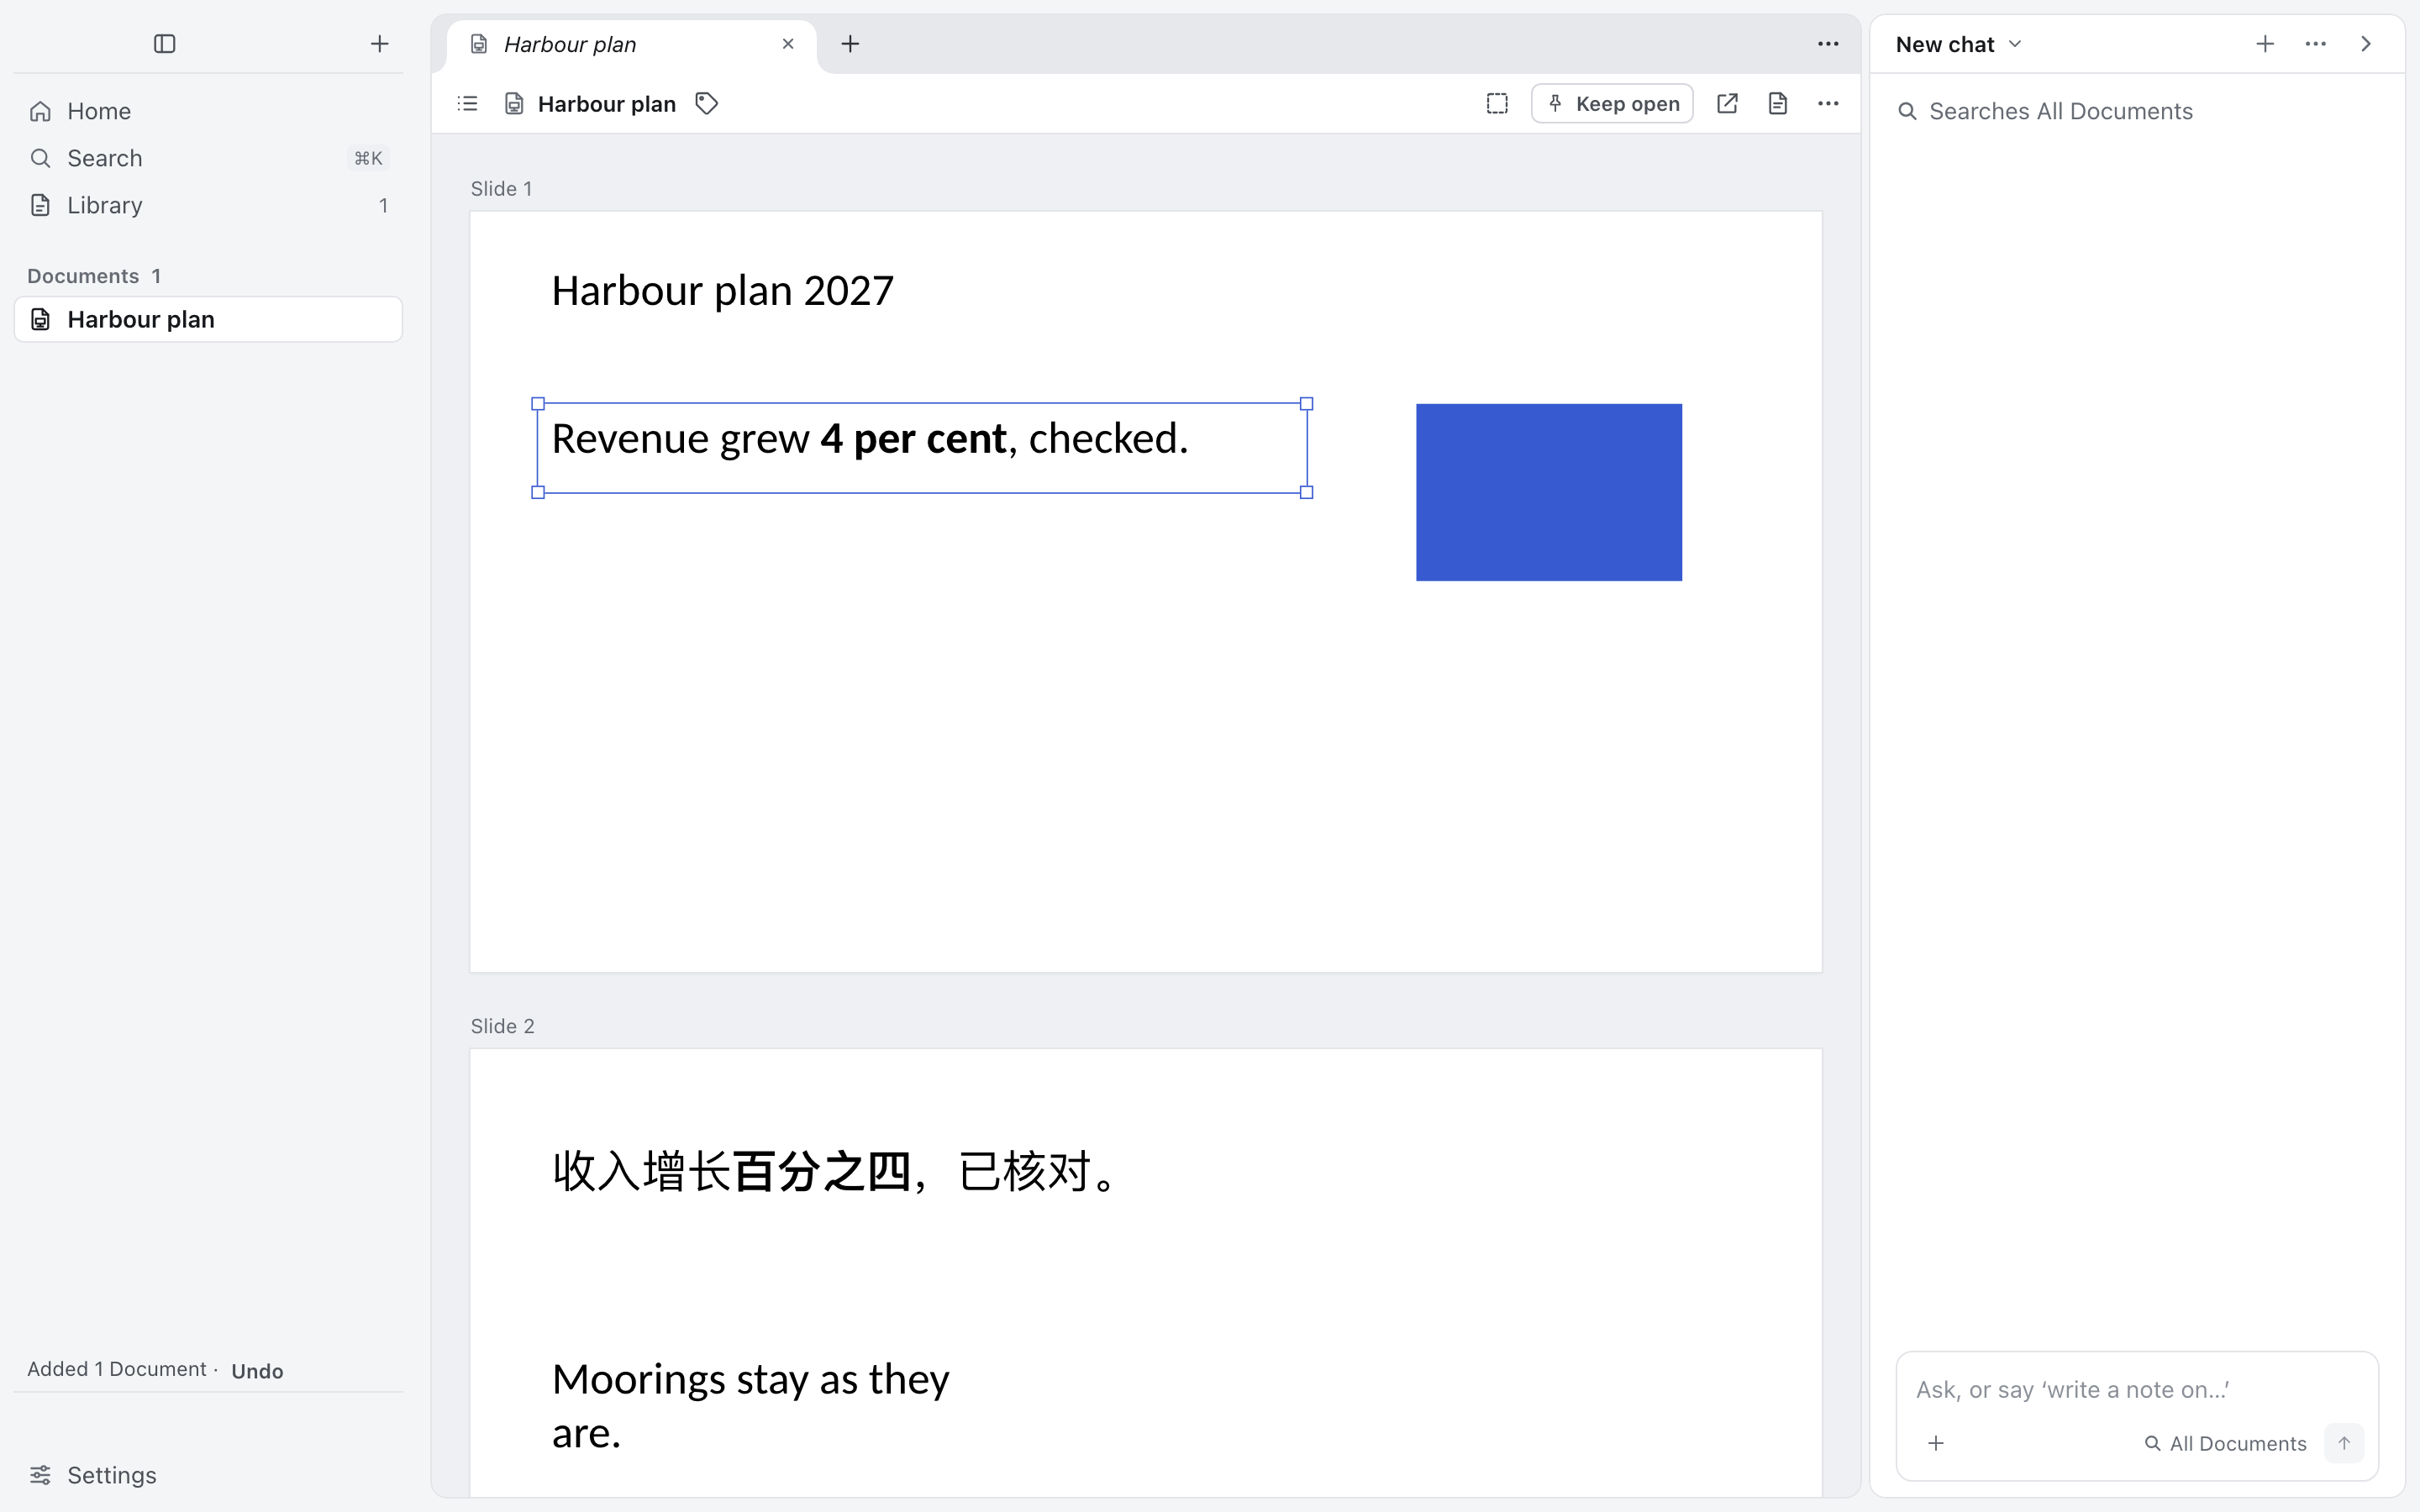 Home
Search ⌘K
Library 1
Documents 1
Harbour plan
Added 1 Document · Undo
Settings
Harbour plan
Harbour plan
Keep open
Slide 1
Harbour plan 2027
Revenue grew 4 per cent, checked.
Slide 2
收入增长百分之四，已核对。
Moorings stay as they
are.
New chat
Searches All Documents
Ask, or say ‘write a note on…’
All Documents